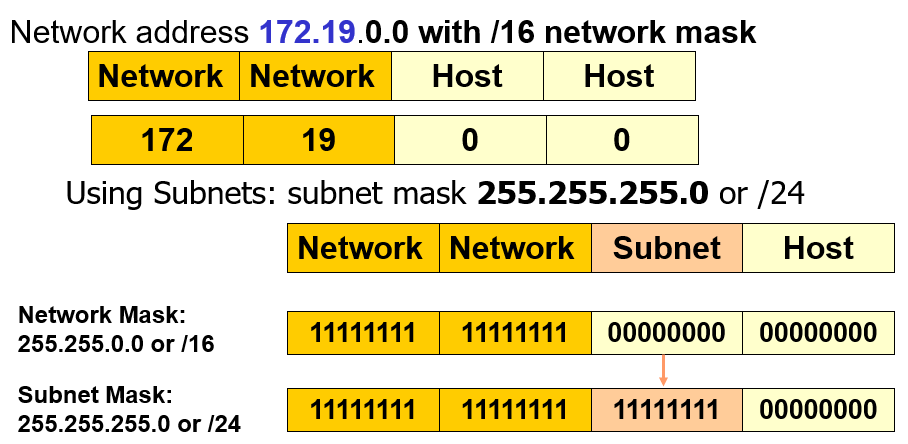 Network address 172.19.0.0 with /16 network mask
Network Network Host Host
172 19 0 0
Using Subnets: subnet mask 255.255.255.0 or /24
Network Network Subnet Host
Network Mask:
255.255.0.0 or /16
11111111 11111111 00000000 00000000
Subnet Mask:
255.255.255.0 or /24
11111111 11111111 11111111 00000000